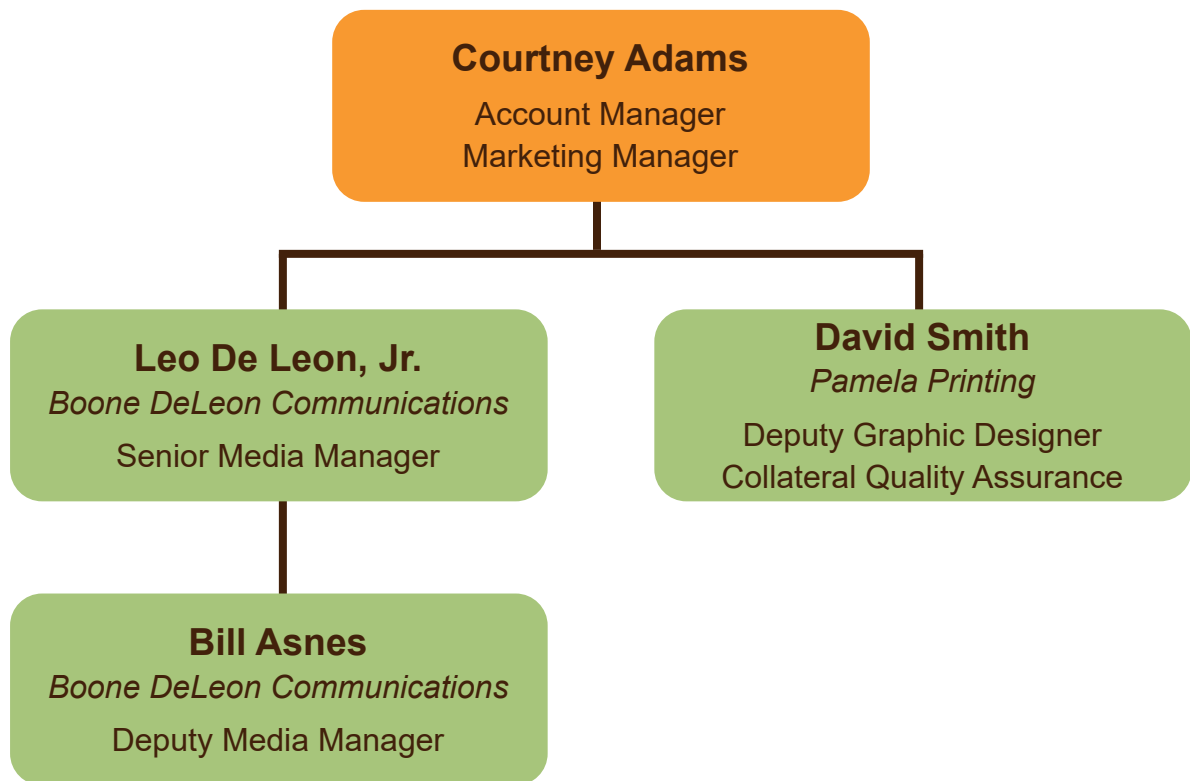 Courtney Adams
Account Manager
Marketing Manager
Leo De Leon, Jr.
Boone DeLeon Communications
Senior Media Manager
David Smith
Pamela Printing
Deputy Graphic Designer
Collateral Quality Assurance
Bill Asnes
Boone DeLeon Communications
Deputy Media Manager